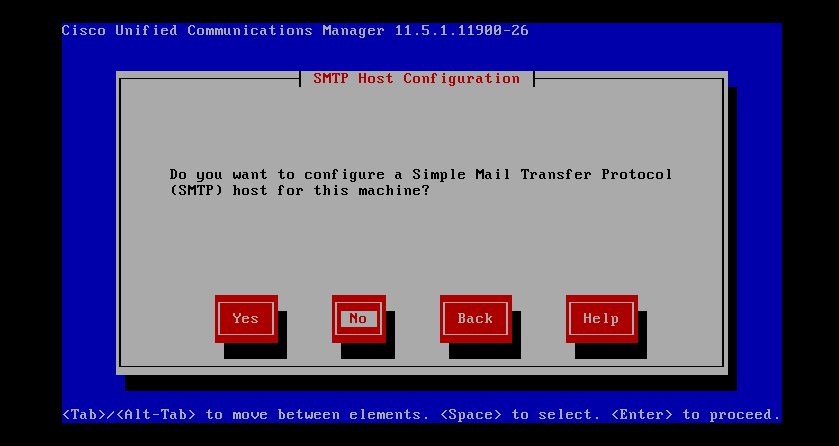 Cisco Unified Communications Manager 11.5.1.11900-26
SMTP Host Configuration
Do you want to configure a Simple Mail Transfer Protocol
(SMTP) host for this machine?
Yes No Back Help
<Tab>/<Alt-Tab> to move between elements. <Space> to select. <Enter> to proceed.